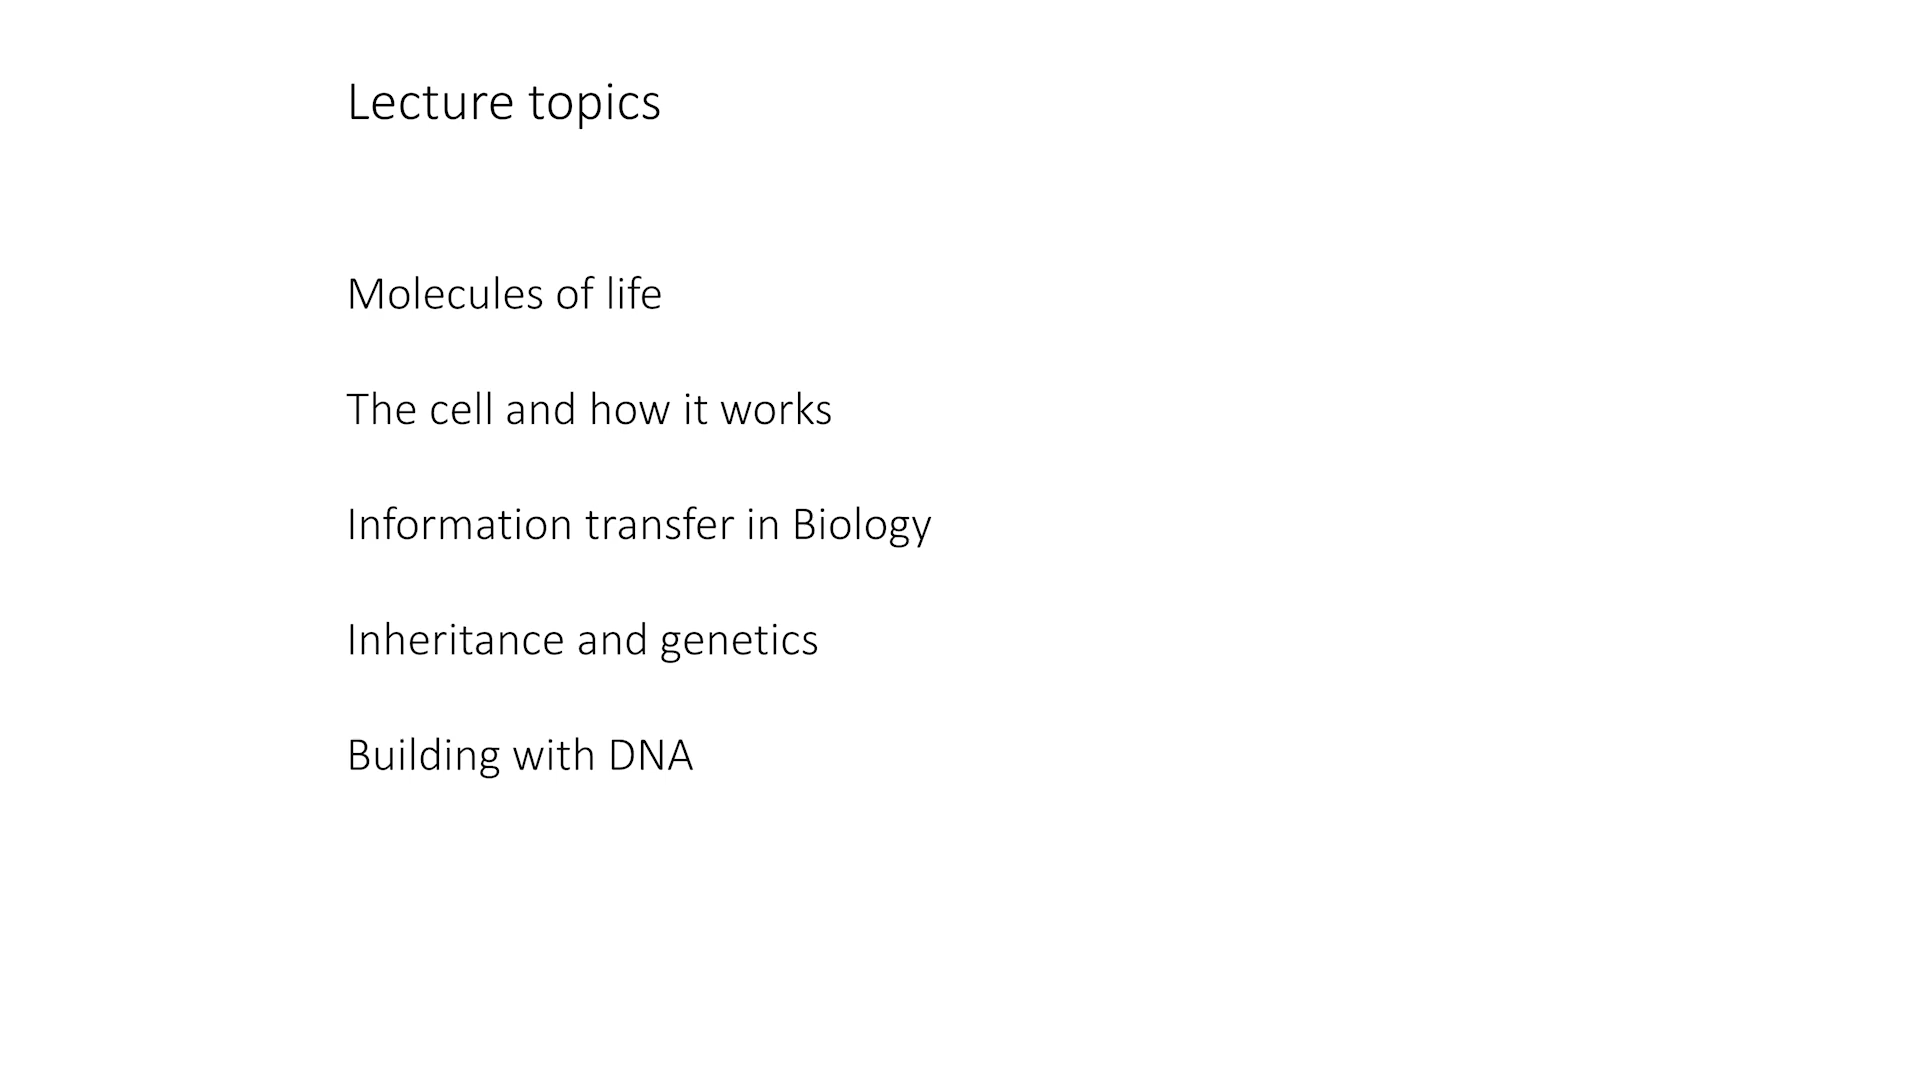 Lecture topics
Molecules of life
The cell and how it works
Information transfer in Biology
Inheritance and genetics
Building with DNA